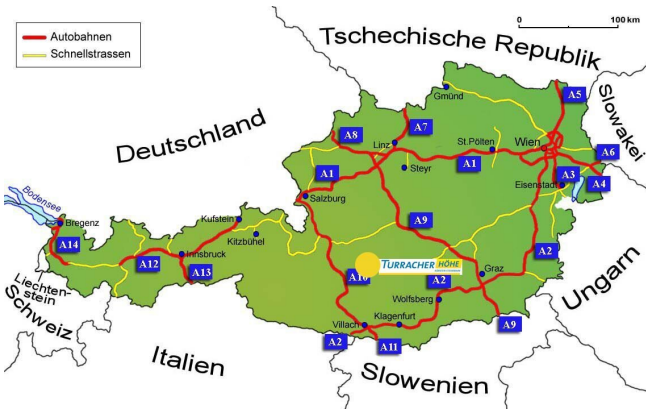 Autobahnen
Schnellstrassen
0 100 km
Tschechische Republik
Slowakei
Deutschland
Gmünd
A5
A7
A8
Linz
St.Pölten
Wien
A6
A1
A1
Steyr
A3
A4
Eisenstadt
Bodensee
Salzburg
Bregenz
Kufstein
A9
Kitzbühel
A14
Innsbruck
A2
A12
A13
TURRACHER HÖHE
A10
A2
Graz
Liechten-
stein
Schweiz
Wolfsberg
Ungarn
Villach
Klagenfurt
A9
A2
A11
Italien
Slowenien